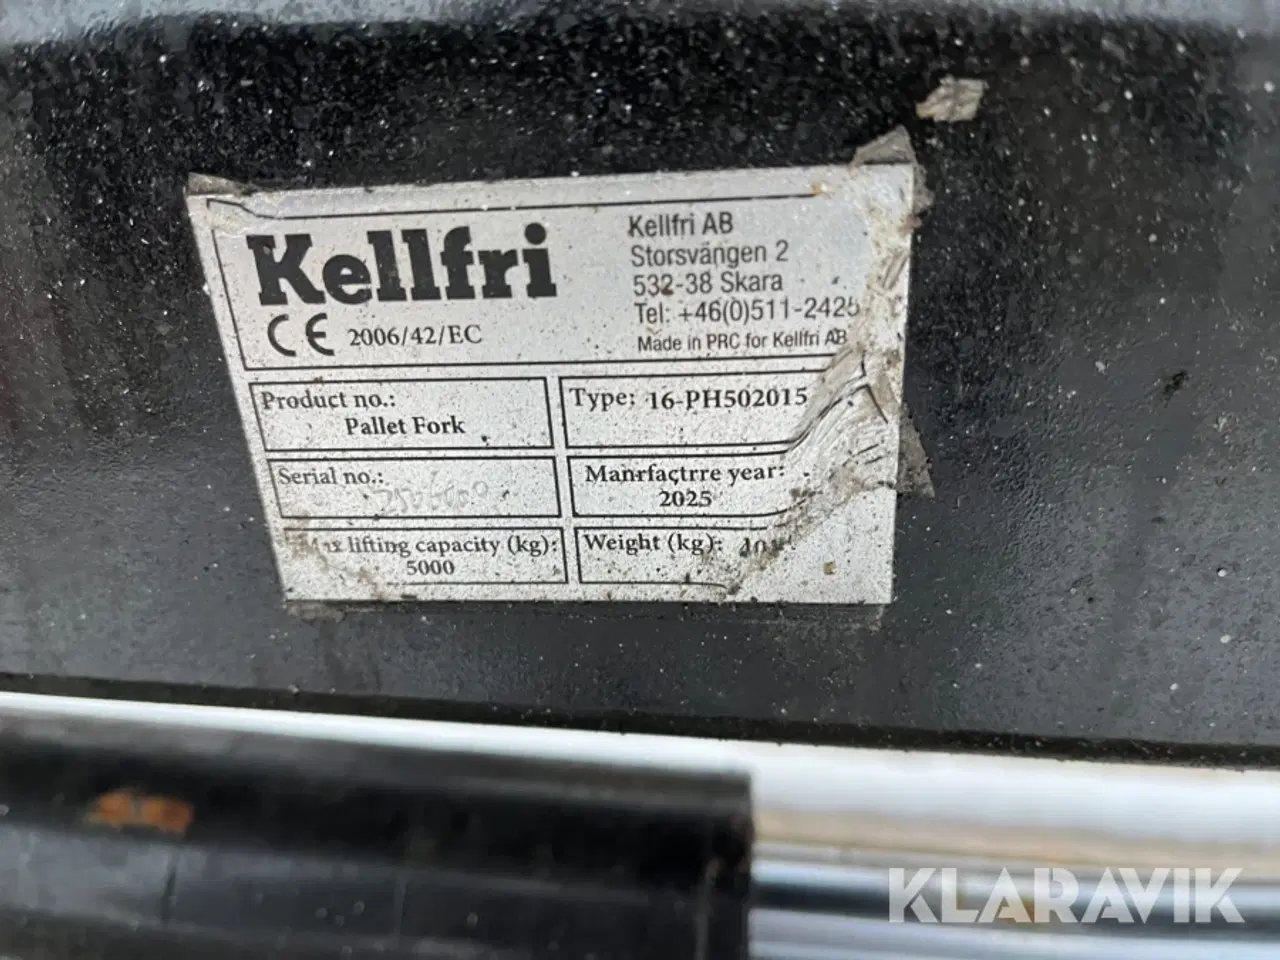 Kellfri
CE 2006/42/EC
Kellfri AB
Storsvängen 2
532-38 Skara
Tel: +46(0)511-2425
Made in PRC for Kellfri AB
Product no.:
Pallet Fork
Type: 16-PH502015
Serial no.:
Manrfactrre year:
2025
Max lifting capacity (kg):
5000
Weight (kg):
KLARAVIK